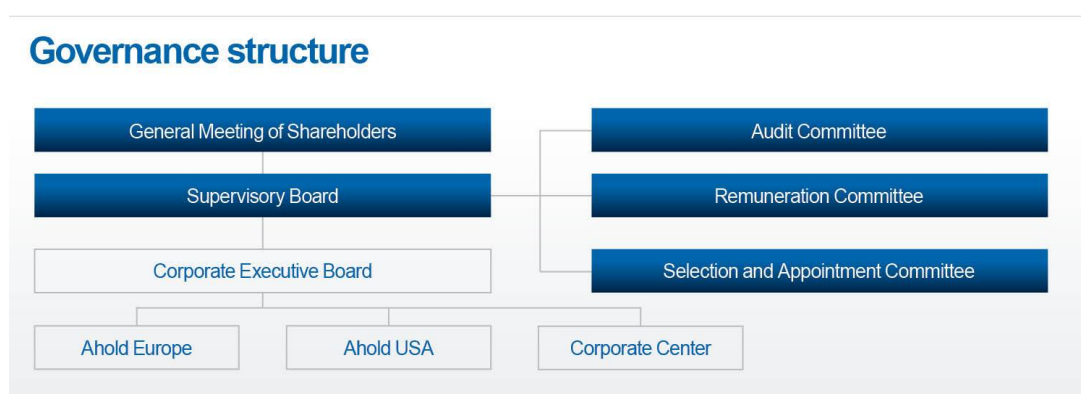 Governance structure
General Meeting of Shareholders
Audit Committee
Supervisory Board
Remuneration Committee
Corporate Executive Board
Selection and Appointment Committee
Ahold Europe
Ahold USA
Corporate Center